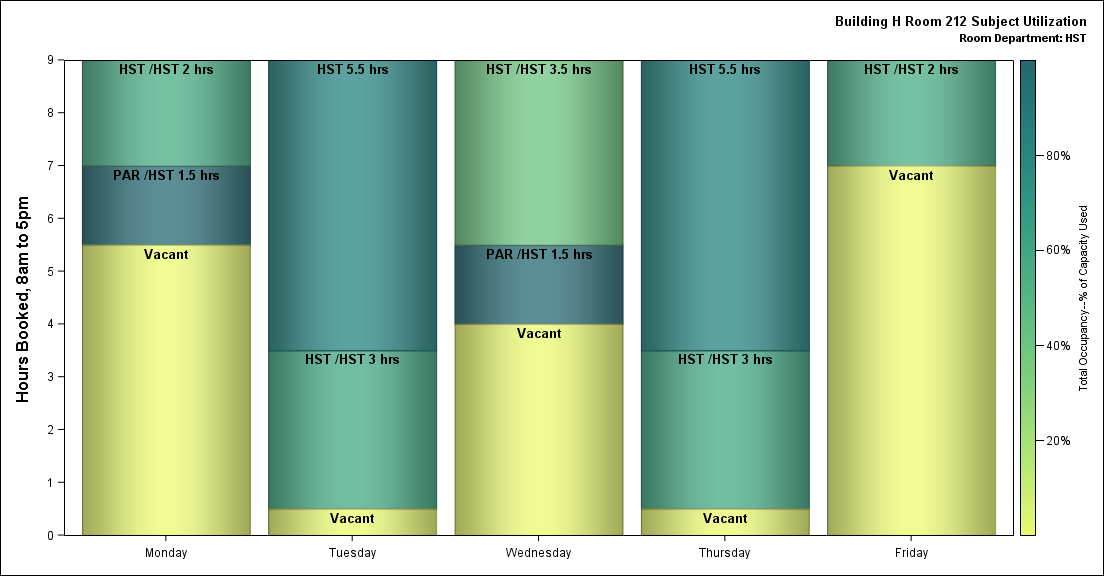 Building H Room 212 Subject Utilization
Room Department: HST
Hours Booked, 8am to 5pm
9
8
7
6
5
4
3
2
1
0
HST /HST 2 hrs
PAR /HST 1.5 hrs
Vacant
HST 5.5 hrs
HST /HST 3 hrs
Vacant
HST /HST 3.5 hrs
PAR /HST 1.5 hrs
Vacant
HST 5.5 hrs
HST /HST 3 hrs
Vacant
HST /HST 2 hrs
Vacant
Monday
Tuesday
Wednesday
Thursday
Friday
80%
60%
40%
20%
Total Occupancy--% of Capacity Used